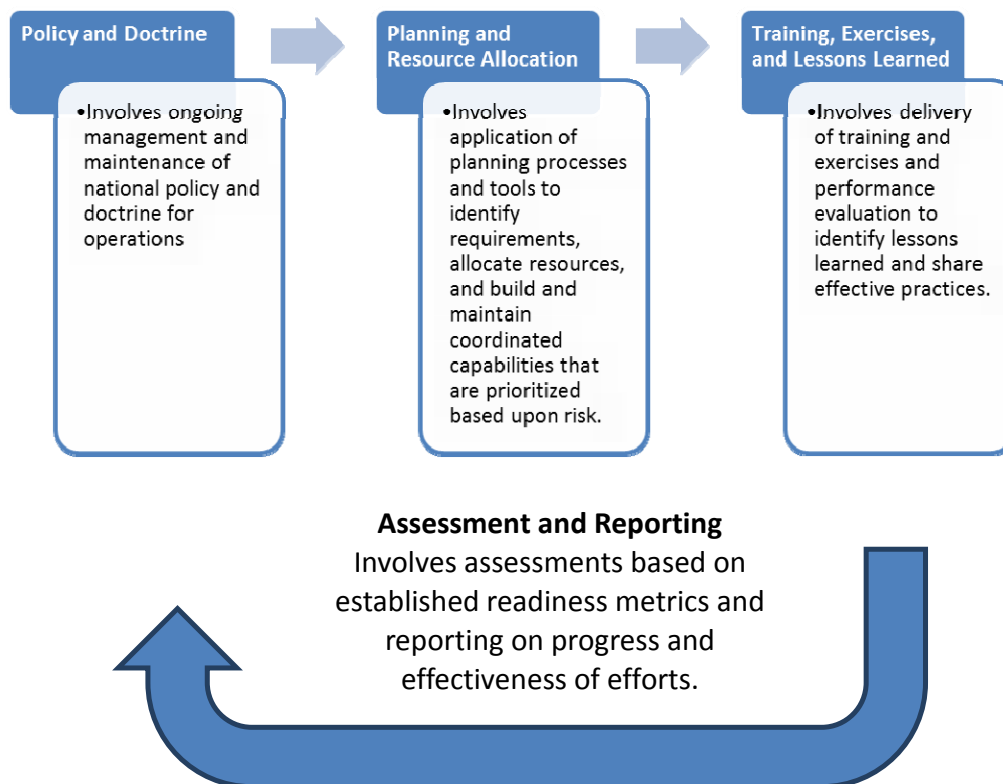 Policy and Doctrine
•Involves ongoing
management and
maintenance of
national policy and
doctrine for
operations
Planning and
Resource Allocation
•Involves
application of
planning processes
and tools to
identify
requirements,
allocate resources,
and build and
maintain
coordinated
capabilities that
are prioritized
based upon risk.
Training, Exercises,
and Lessons Learned
•Involves delivery
of training and
exercises and
performance
evaluation to
identify lessons
learned and share
effective practices.
Assessment and Reporting
Involves assessments based on
established readiness metrics and
reporting on progress and
effectiveness of efforts.